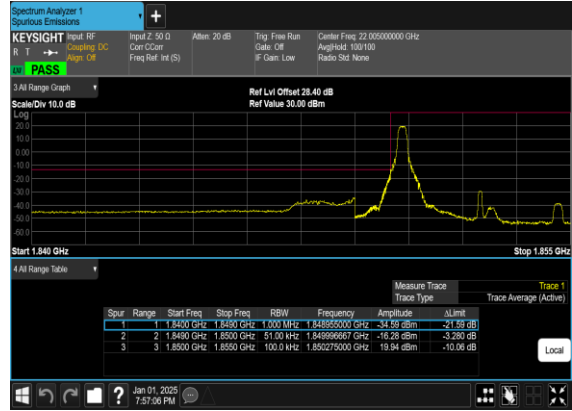 Spectrum Analyzer 1
Spurious Emissions
KEYSIGHT Input: RF Input Z: 50 Ω Atten: 20 dB Trig: Free Run Center Freq: 22.005000000 GHz
R T Coupling: DC Corr CCorr Gate: Off Avg|Hold: 100/100
Align: Off Freq Ref: Int (S) IF Gain: Low Radio Std: None
PASS
3 All Range Graph
Ref Lvl Offset 28.40 dB
Scale/Div 10.0 dB Ref Value 30.00 dBm
Log
20.0
10.0
0.00
-10.0
-20.0
-30.0
-40.0
-50.0
-60.0
Start 1.840 GHz Stop 1.855 GHz
4 All Range Table
Measure Trace Trace 1
Trace Type Trace Average (Active)
Spur Range Start Freq Stop Freq RBW Frequency Amplitude ΔLimit
1 1 1.8400 GHz 1.8490 GHz 1.000 MHz 1.848955000 GHz -34.59 dBm -21.59 dB
2 2 1.8490 GHz 1.8500 GHz 51.00 kHz 1.849996667 GHz -16.28 dBm -3.280 dB
3 3 1.8500 GHz 1.8550 GHz 100.0 kHz 1.850275000 GHz 19.94 dBm -10.06 dB
Local
?
Jan 01, 2025
7:57:06 PM